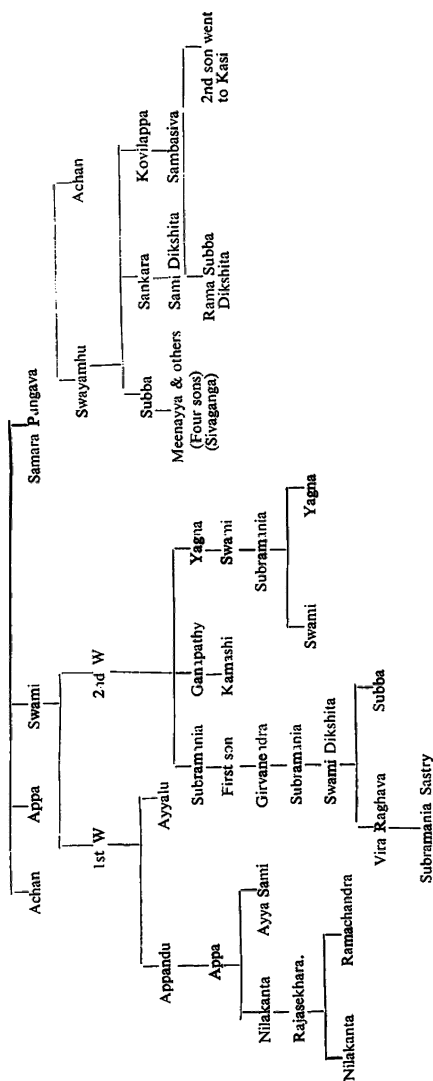 Achan Appa Swami Samara Pungava
1st W 2nd W Swayamhu Achan
Appandu Ayyalu Subramania Ganapathy Yagna Subba Sankara Kovilappa
Appa First son Kamashi Swami Meenayya & others Sami Dikshita Sambasiva
(Four sons)
(Sivaganga)
Nilakanta Ayya Sami Girvanendra Subramania Rama Subba 2nd son went
Dikshita to Kasi
Rajasekhara. Subramania Swami Yagna
Nilakanta Ramachandra Swami Dikshita
Vira Raghava Subba
Subramania Sastry